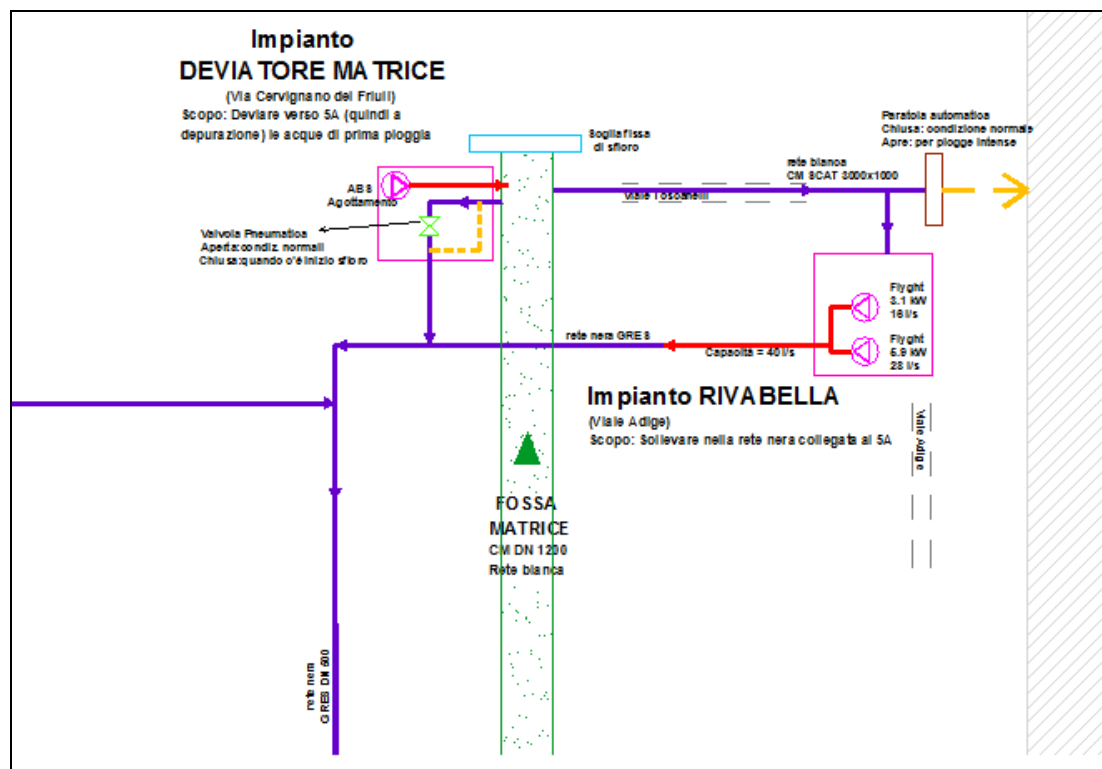 Impianto
DEVIATORE MATRICE
(Via Cervignano del Friuli)
Scopo: Deviare verso 5A (quindi a
depurazione) le acque di prima pioggia
Soglia fissa
di sfioro
Paratoia automatica
Chiusa: condizione normale
Apre: per piogge intense
rete bianca
CM SCAT 3000x1000
Viale Toscanelli
ABS
Agottamento
Valvola Pneumatica
Aperta:condiz. normali
Chiusa:quando c'è inizio sfioro
Flyght
3.1 kW
16 l/s
Flyght
5.9 kW
28 l/s
rete nera GRES
Capacità = 40 l/s
Impianto RIVABELLA
(Viale Adige)
Scopo: Sollevare nella rete nera collegata al 5A
Viale Adige
FOSSA
MATRICE
CM DN 1200
Rete bianca
rete nera
GRES DN 600